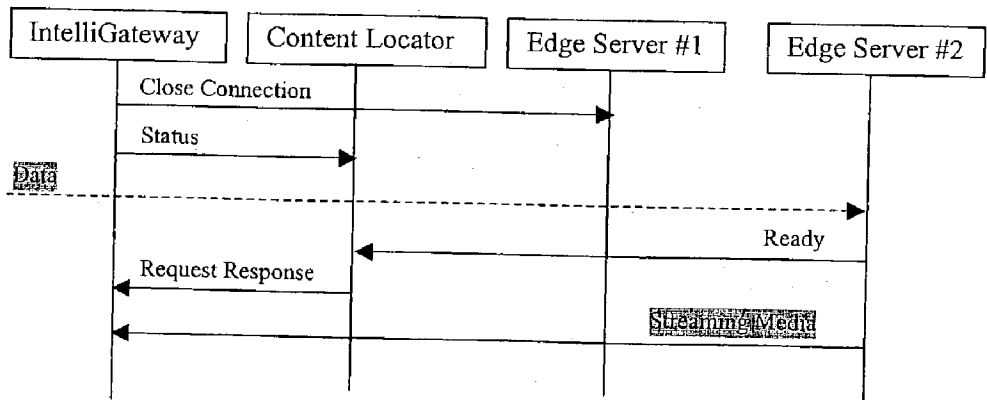 IntelliGateway
Content Locator
Edge Server #1
Edge Server #2
Close Connection
Status
Data
Ready
Request Response
Streaming Media